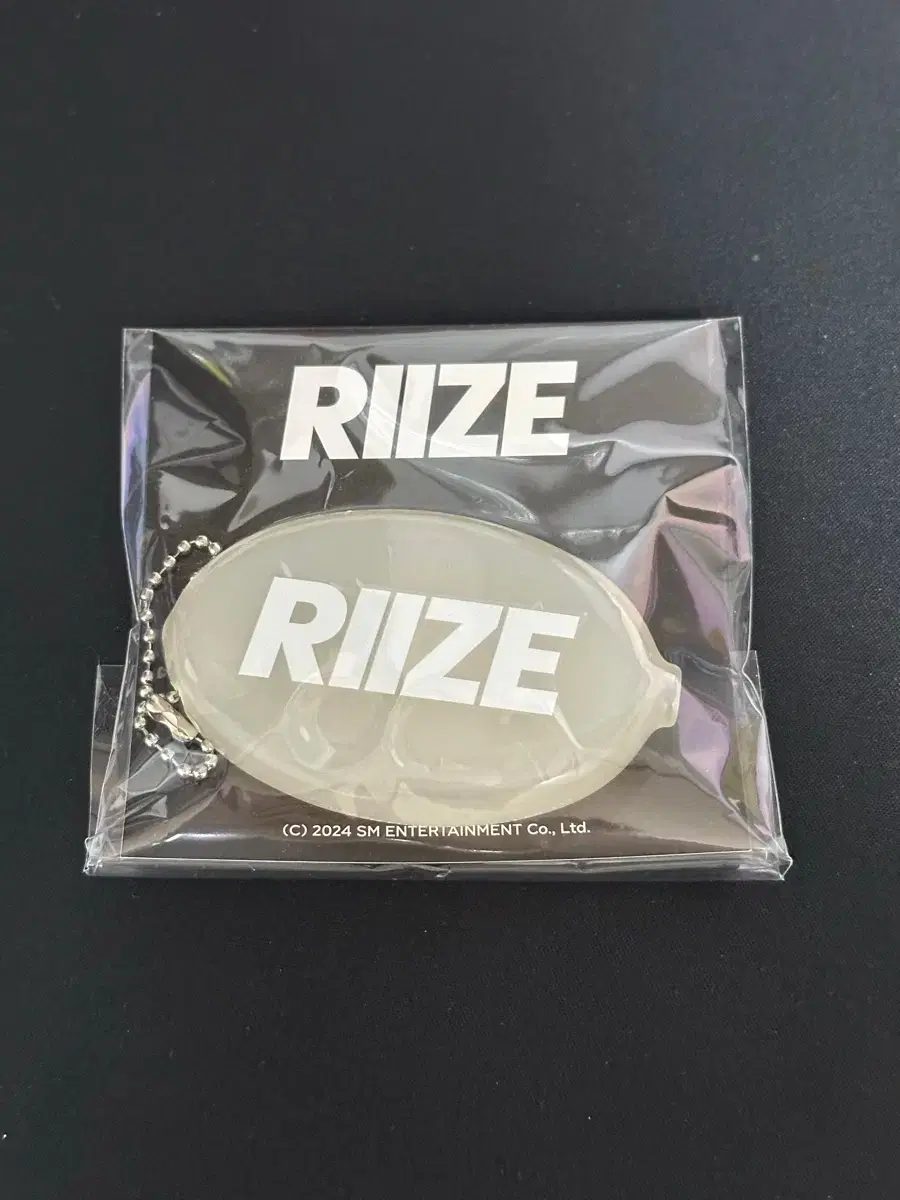 RIIZE
RIIZE
(C) 2024 SM ENTERTAINMENT Co., Ltd.